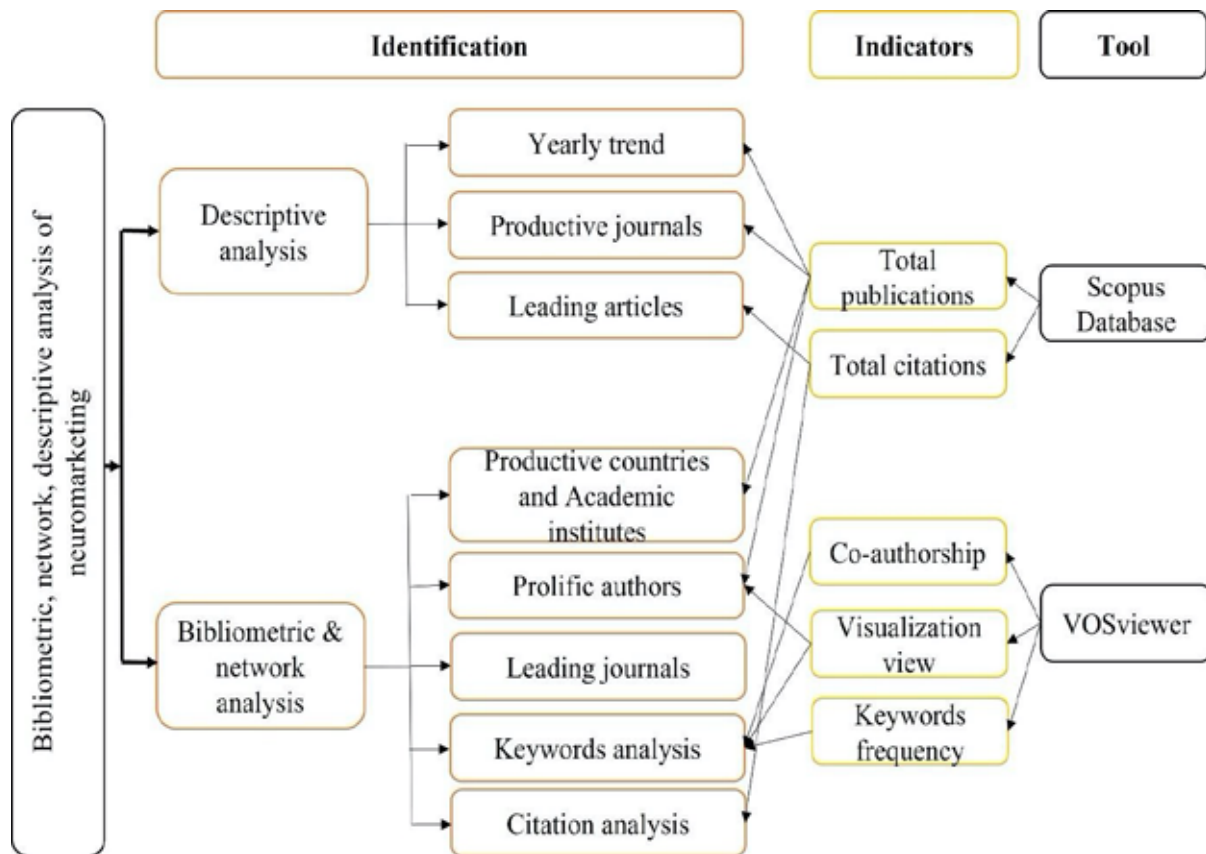 Identification
Indicators
Tool
Bibliometric, network, descriptive analysis of
neuromarketing
Descriptive
analysis
Yearly trend
Productive journals
Leading articles
Total
publications
Total citations
Scopus
Database
Bibliometric &
network
analysis
Productive countries
and Academic
institutes
Prolific authors
Leading journals
Keywords analysis
Citation analysis
Co-authorship
Visualization
view
Keywords
frequency
VOSviewer